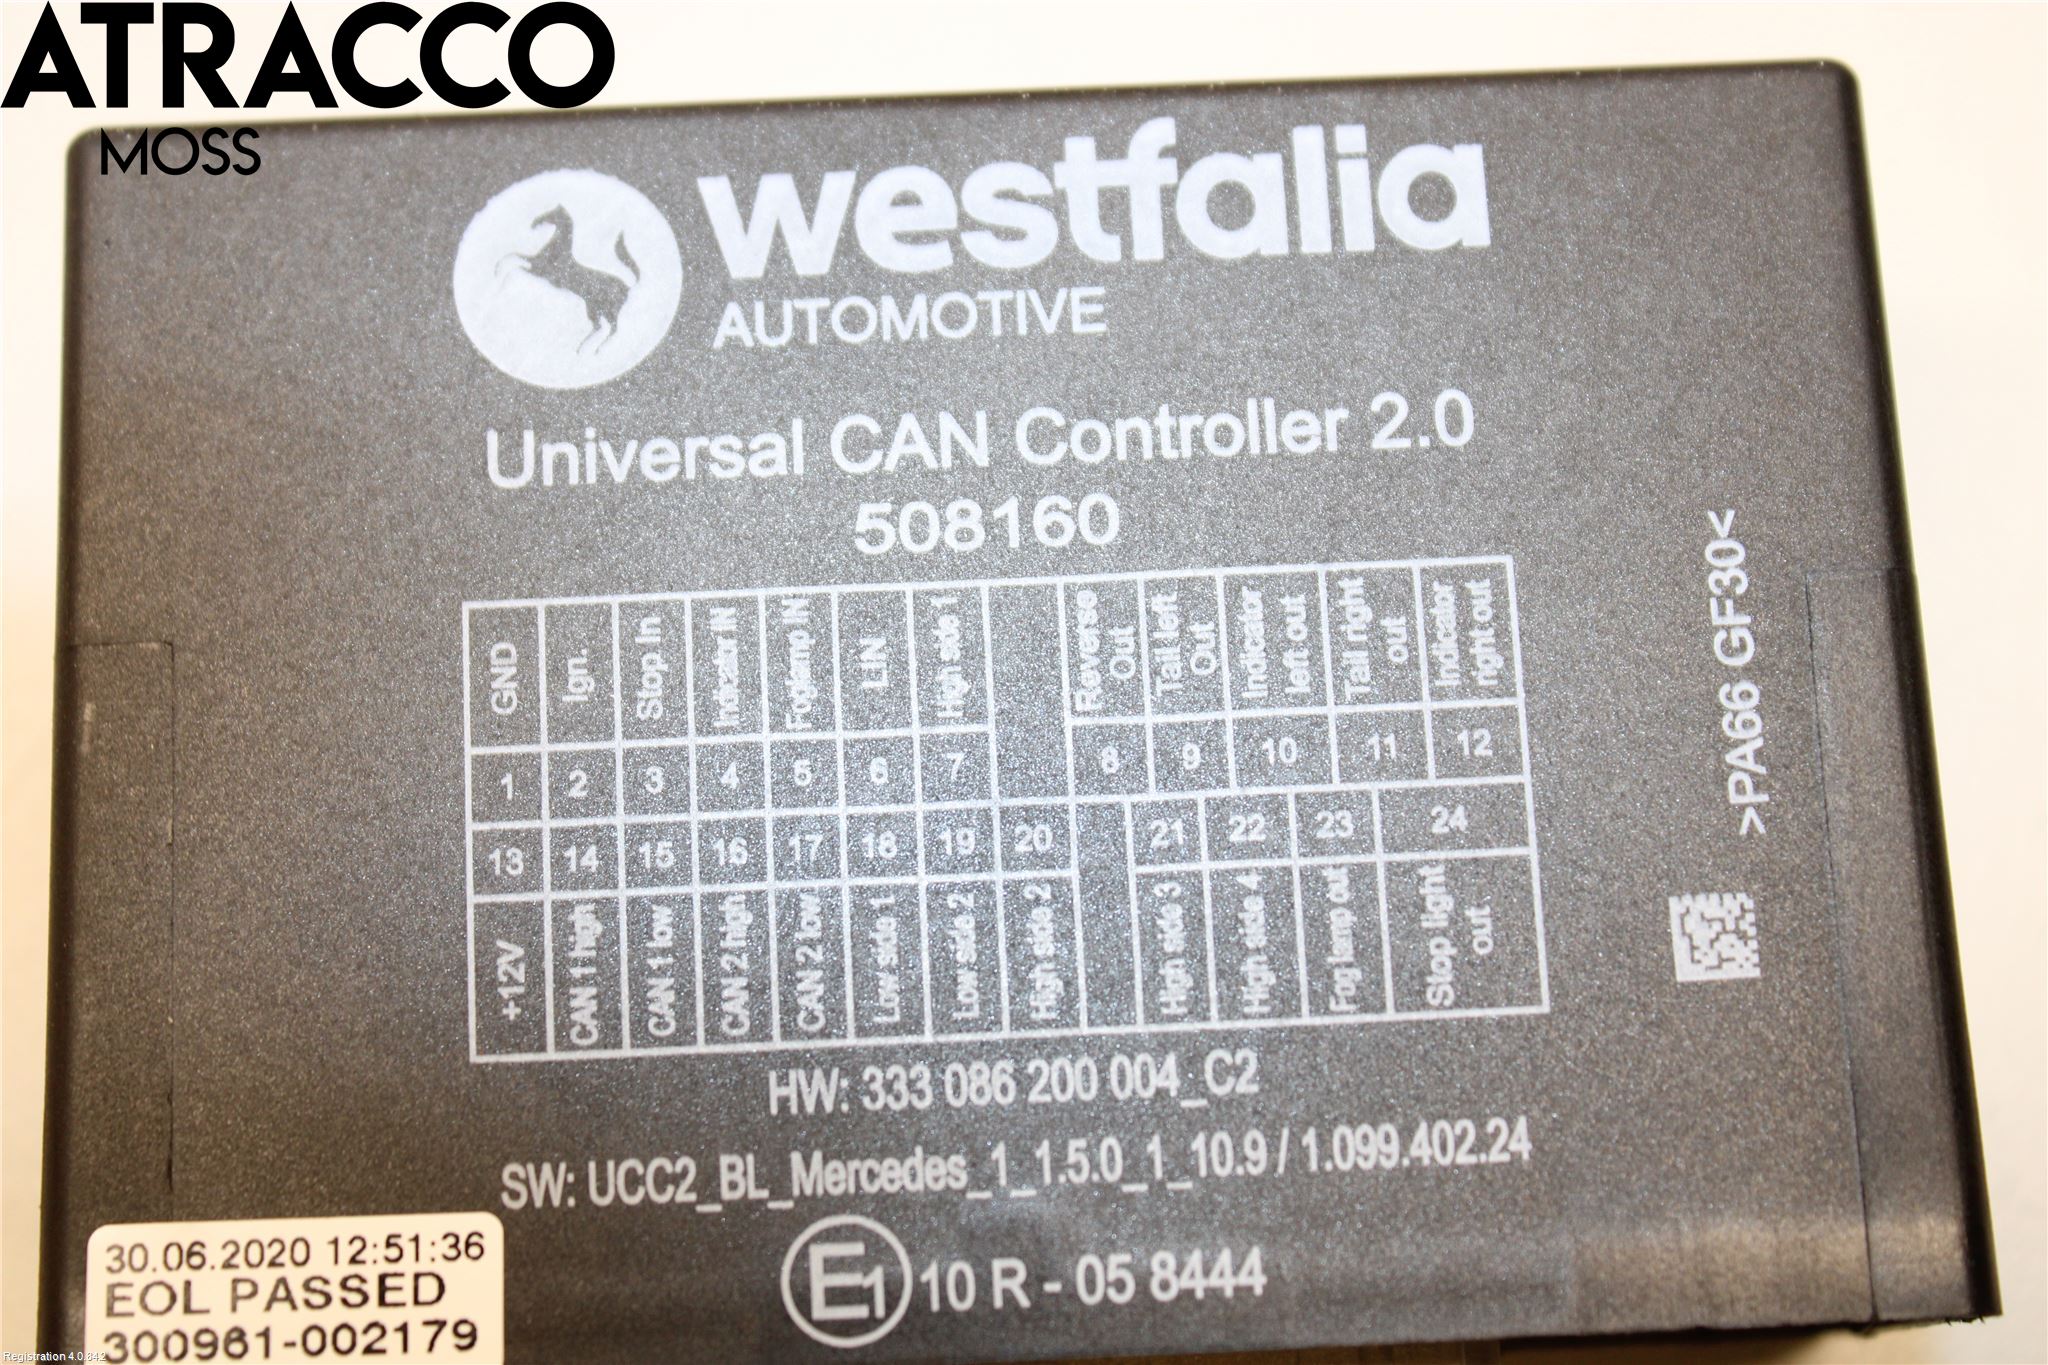 ATRACCO
MOSS
westfalia
AUTOMOTIVE
Universal CAN Controller 2.0
508160
GND Ign. Stop In Indicator IN Foglamp IN LIN High side 1 Reverse Out Tail left Out Indicator left out Tail right out Indicator right out
1 2 3 4 5 6 7 8 9 10 11 12
13 14 15 16 17 18 19 20 21 22 23 24
+12V CAN 1 high CAN 1 low CAN 2 high CAN 2 low Low side 1 Low side 2 High side 2 High side 3 High side 4 Fog lamp out Stop light out
>PA66 GF30<
HW: 333 086 200 004_C2
SW: UCC2_BL_Mercedes_1_1.5.0_1_10.9 / 1.099.402.24
E1 10 R - 05 8444
30.06.2020 12:51:36
EOL PASSED
300961-002179
Registration 4.0.842